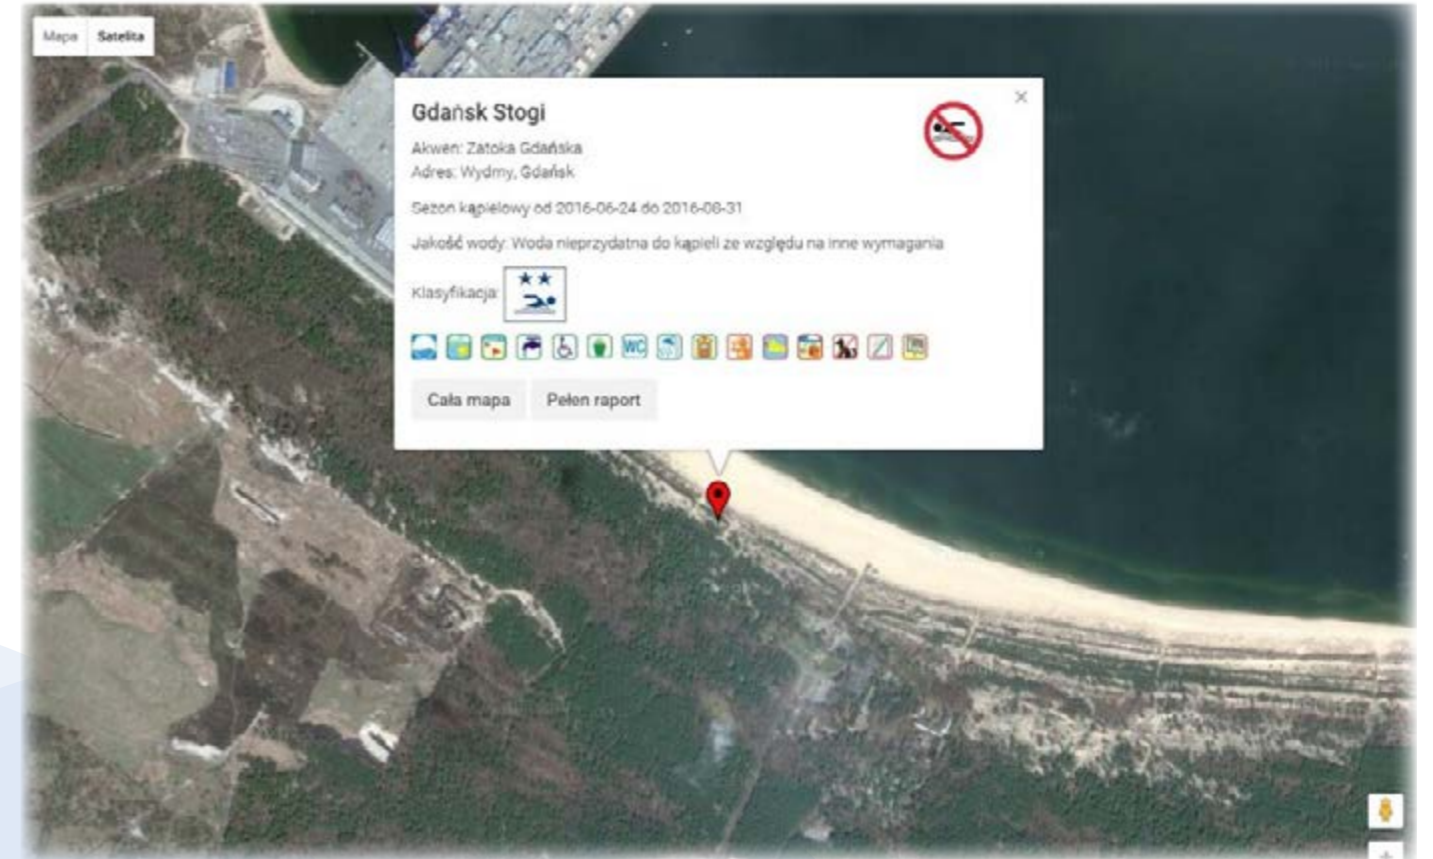 Mapa Satelita
Gdańsk Stogi
Akwen: Zatoka Gdańska
Adres: Wydmy, Gdańsk
Sezon kąpielowy od 2016-06-24 do 2016-08-31
Jakość wody: Woda nieprzydatna do kąpieli ze względu na inne wymagania
Klasyfikacja:
WC
Cała mapa Pełen raport